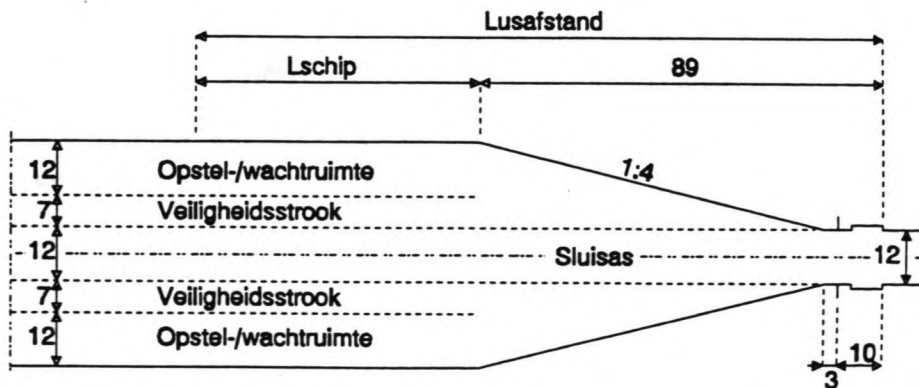 Lusafstand
Lschip 89
12 Opstel-/wachtruimte 1:4
7 Veiligheidsstrook
12 Sluisas 12
7 Veiligheidsstrook
12 Opstel-/wachtruimte
10
3